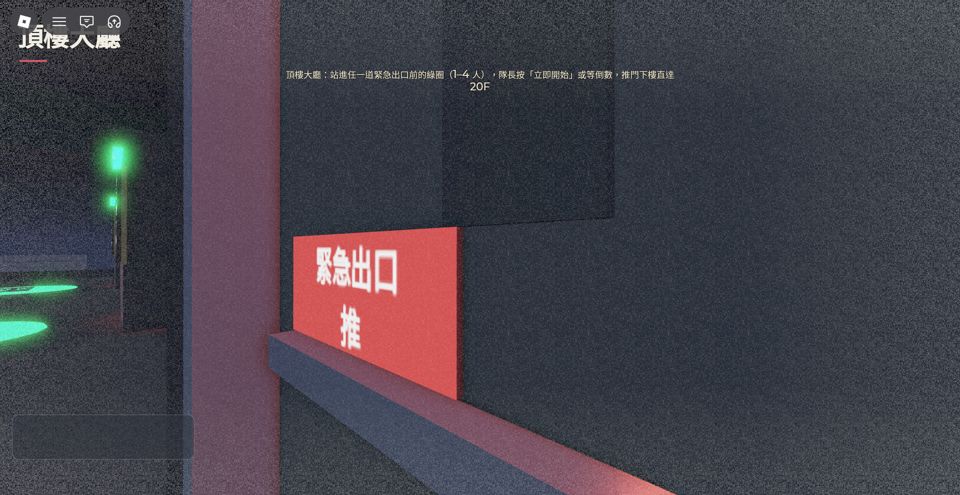 頂樓大廳
頂樓大廳：站進任一道緊急出口前的綠圈（1–4 人），隊長按「立即開始」或等倒數，推門下樓直達
20F
緊急出口
推